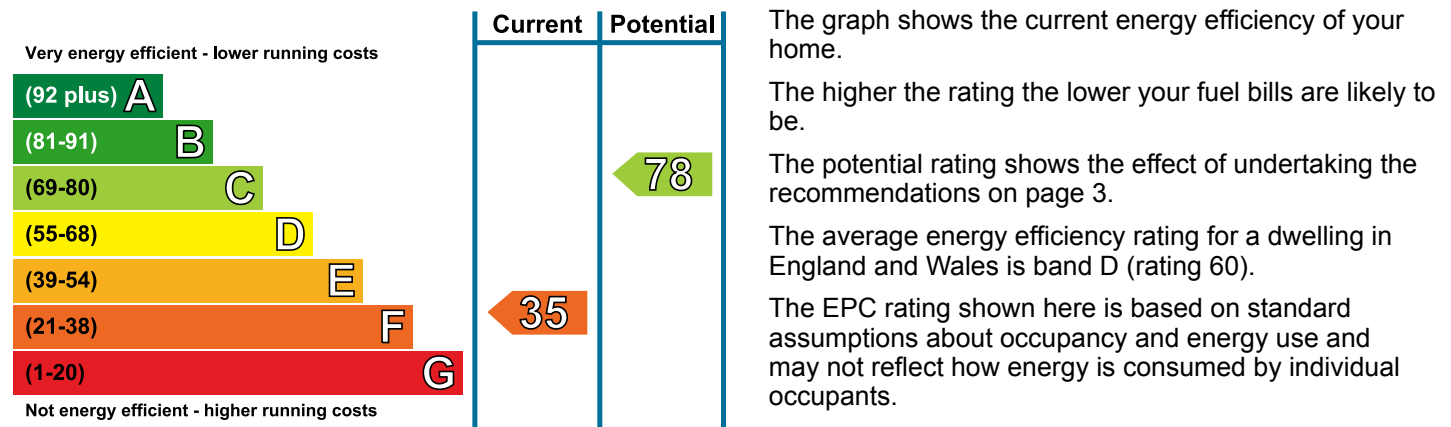 Current Potential
Very energy efficient - lower running costs
(92 plus) A
(81-91) B
(69-80) C
78
(55-68) D
(39-54) E
(21-38) F
35
(1-20) G
Not energy efficient - higher running costs
The graph shows the current energy efficiency of your
home.
The higher the rating the lower your fuel bills are likely to
be.
The potential rating shows the effect of undertaking the
recommendations on page 3.
The average energy efficiency rating for a dwelling in
England and Wales is band D (rating 60).
The EPC rating shown here is based on standard
assumptions about occupancy and energy use and
may not reflect how energy is consumed by individual
occupants.